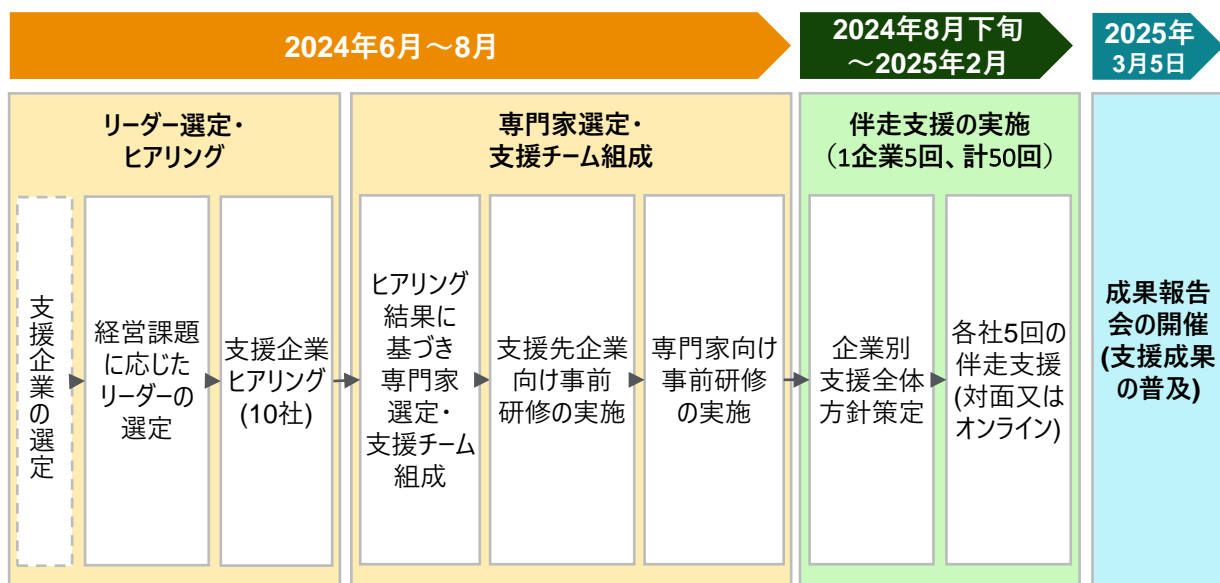 2024年6月～8月
2024年8月下旬
～2025年2月
2025年
3月5日
リーダー選定・
ヒアリング
支援企業の選定
経営課題
に応じた
リーダーの
選定
支援企業
ヒアリング
(10社)
専門家選定・
支援チーム組成
ヒアリング
結果に
基づき
専門家
選定・
支援チーム
組成
支援先企業
向け事前
研修の実施
専門家向け
事前研修
の実施
伴走支援の実施
（1企業5回、計50回）
企業別
支援全体
方針策定
各社5回の
伴走支援
(対面又は
オンライン)
成果報告
会の開催
(支援成果
の普及)